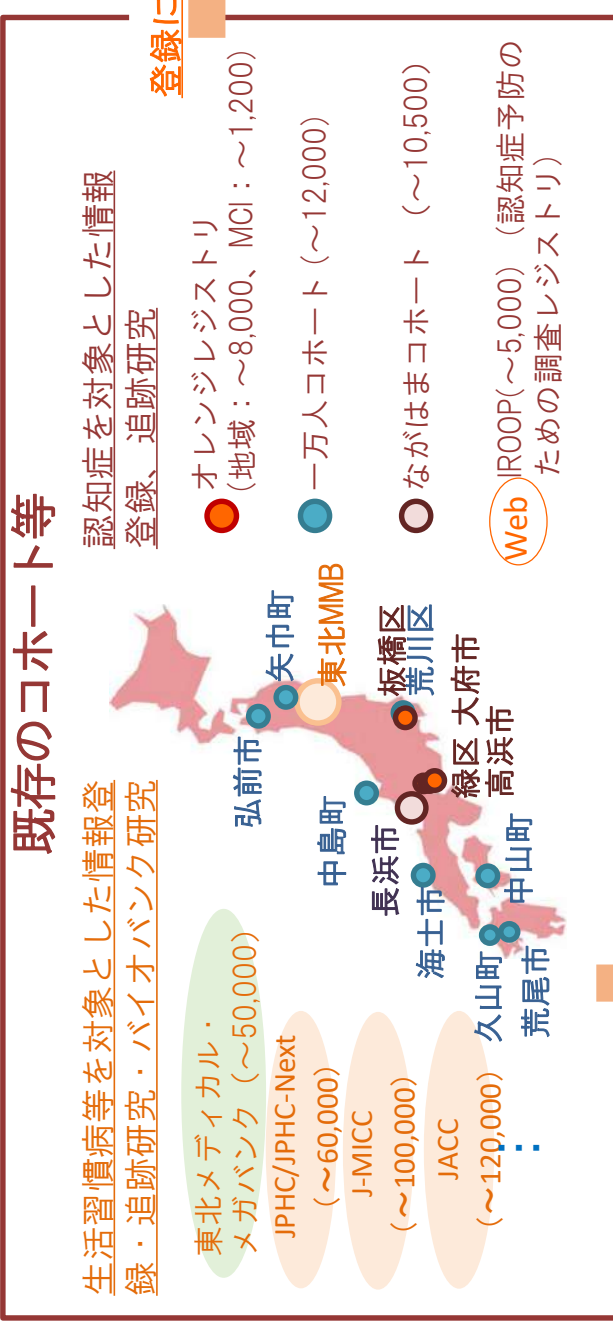 既存のコホート等
生活習慣病等を対象とした情報登
録・追跡研究・バイオバンク研究
東北メディカル・
メガバンク（～50,000）
JPHC/JPHC-Next
（～60,000）
J-MICC
（～100,000）
JACC
（～120,000）
⋮
弘前市
矢巾町
東北MMB
中島町
板橋区
荒川区
長浜市
緑区 大府市
高浜市
海士市
中山町
久山町
荒尾市
認知症を対象とした情報
登録、追跡研究
オレンジレジストリ
(地域：～8,000、MCI：～1,200)
一万人コホート(～12,000)
ながはまコホート （～10,500）
Web
IROOP(～5,000) （認知症予防の
ための調査レジストリ）
登録に